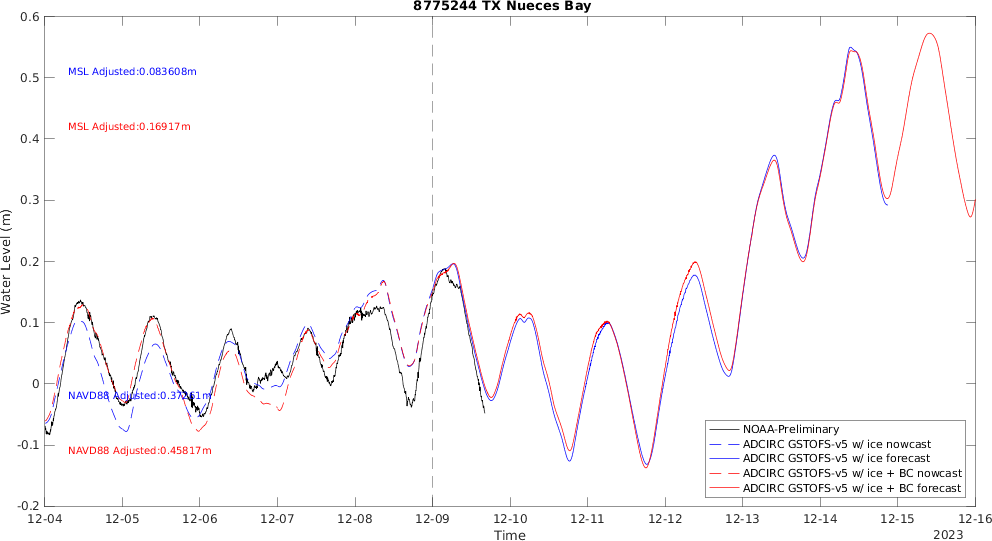 8775244 TX Nueces Bay
0.6
0.5
0.4
0.3
0.2
0.1
0
-0.1
-0.2
Water Level (m)
MSL Adjusted:0.083608m
MSL Adjusted:0.16917m
NAVD88 Adjusted:0.37261m
NAVD88 Adjusted:0.45817m
NOAA-Preliminary
ADCIRC GSTOFS-v5 w/ ice nowcast
ADCIRC GSTOFS-v5 w/ ice forecast
ADCIRC GSTOFS-v5 w/ ice + BC nowcast
ADCIRC GSTOFS-v5 w/ ice + BC forecast
12-04 12-05 12-06 12-07 12-08 12-09 12-10 12-11 12-12 12-13 12-14 12-15 12-16
Time
2023